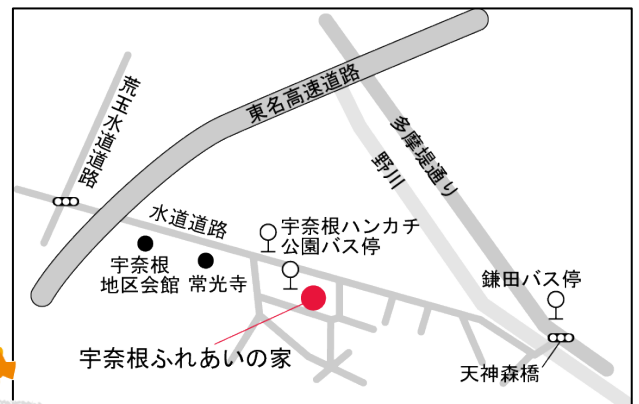 東名高速道路
荒玉水道道路
多摩堤通り
野川
水道道路
宇奈根ハンカチ
公園バス停
宇奈根
地区会館
常光寺
鎌田バス停
宇奈根ふれあいの家
天神森橋